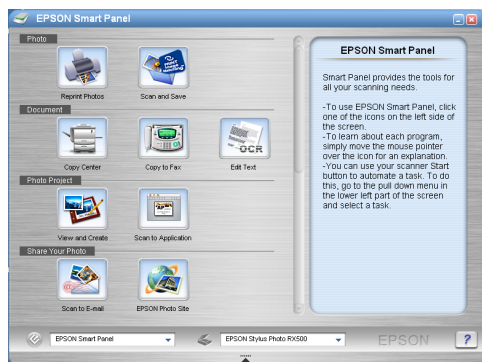 EPSON Smart Panel
Photo
Reprint Photos
Scan and Save
Document
Copy Center
Copy to Fax
OCR
Edit Text
Photo Project
View and Create
Scan to Application
Share Your Photo
Scan to E-mail
EPSON Photo Site
EPSON Smart Panel
Smart Panel provides the tools for
all your scanning needs.
-To use EPSON Smart Panel, click
one of the icons on the left side of
the screen.
-To learn about each program,
simply move the mouse pointer
over the icon for an explanation.
-You can use your scanner Start
button to automate a task. To do
this, go to the pull down menu in
the lower left part of the screen
and select a task.
EPSON Smart Panel
EPSON Stylus Photo RX500
EPSON
?